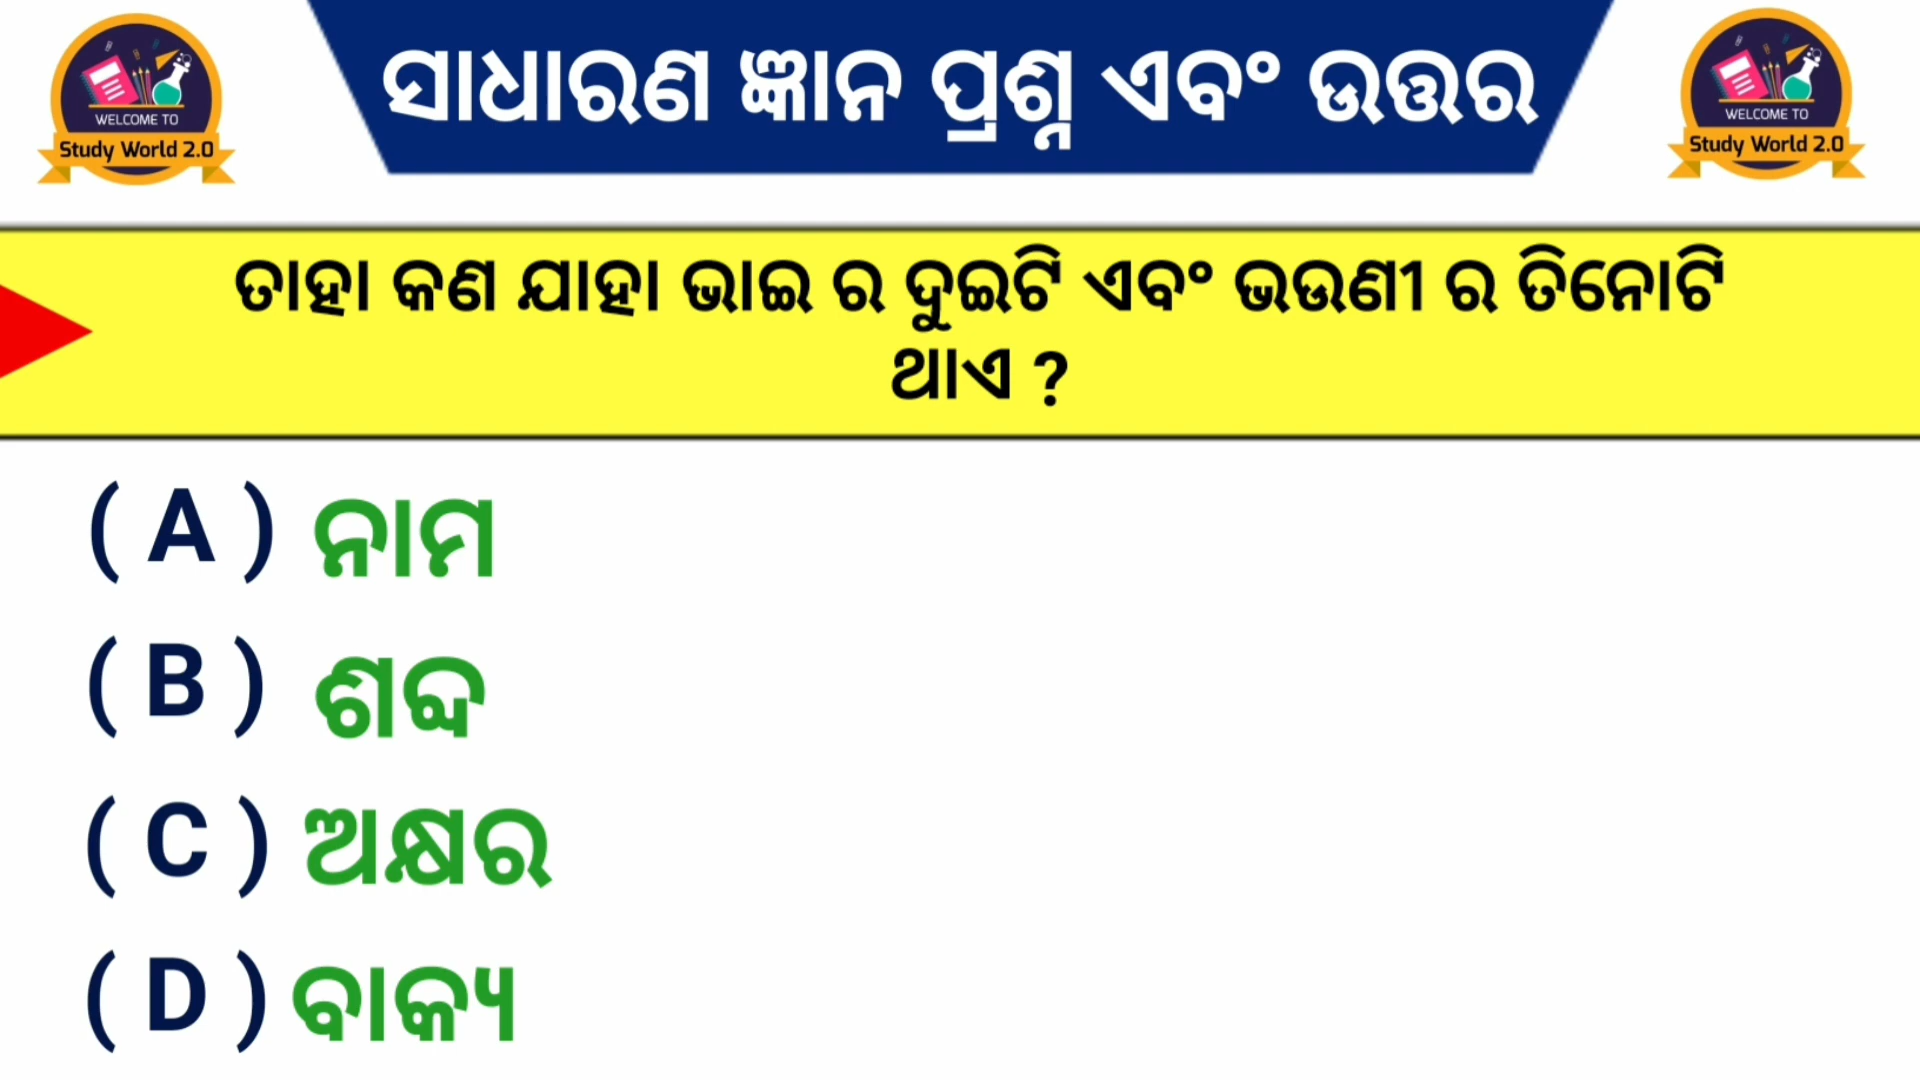 ସାଧାରଣ ଜ୍ଞାନ ପ୍ରଶ୍ନ ଏବଂ ଉତ୍ତର
WELCOME TO
Study World 2.0
WELCOME TO
Study World 2.0
ତାହା କଣ ଯାହା ଭାଇ ର ଦୁଇଟି ଏବଂ ଭଉଣୀ ର ତିନୋଟି
ଥାଏ ?
( A ) ନାମ
( B ) ଶବ୍ଦ
( C ) ଅକ୍ଷର
( D ) ବାକ୍ୟ